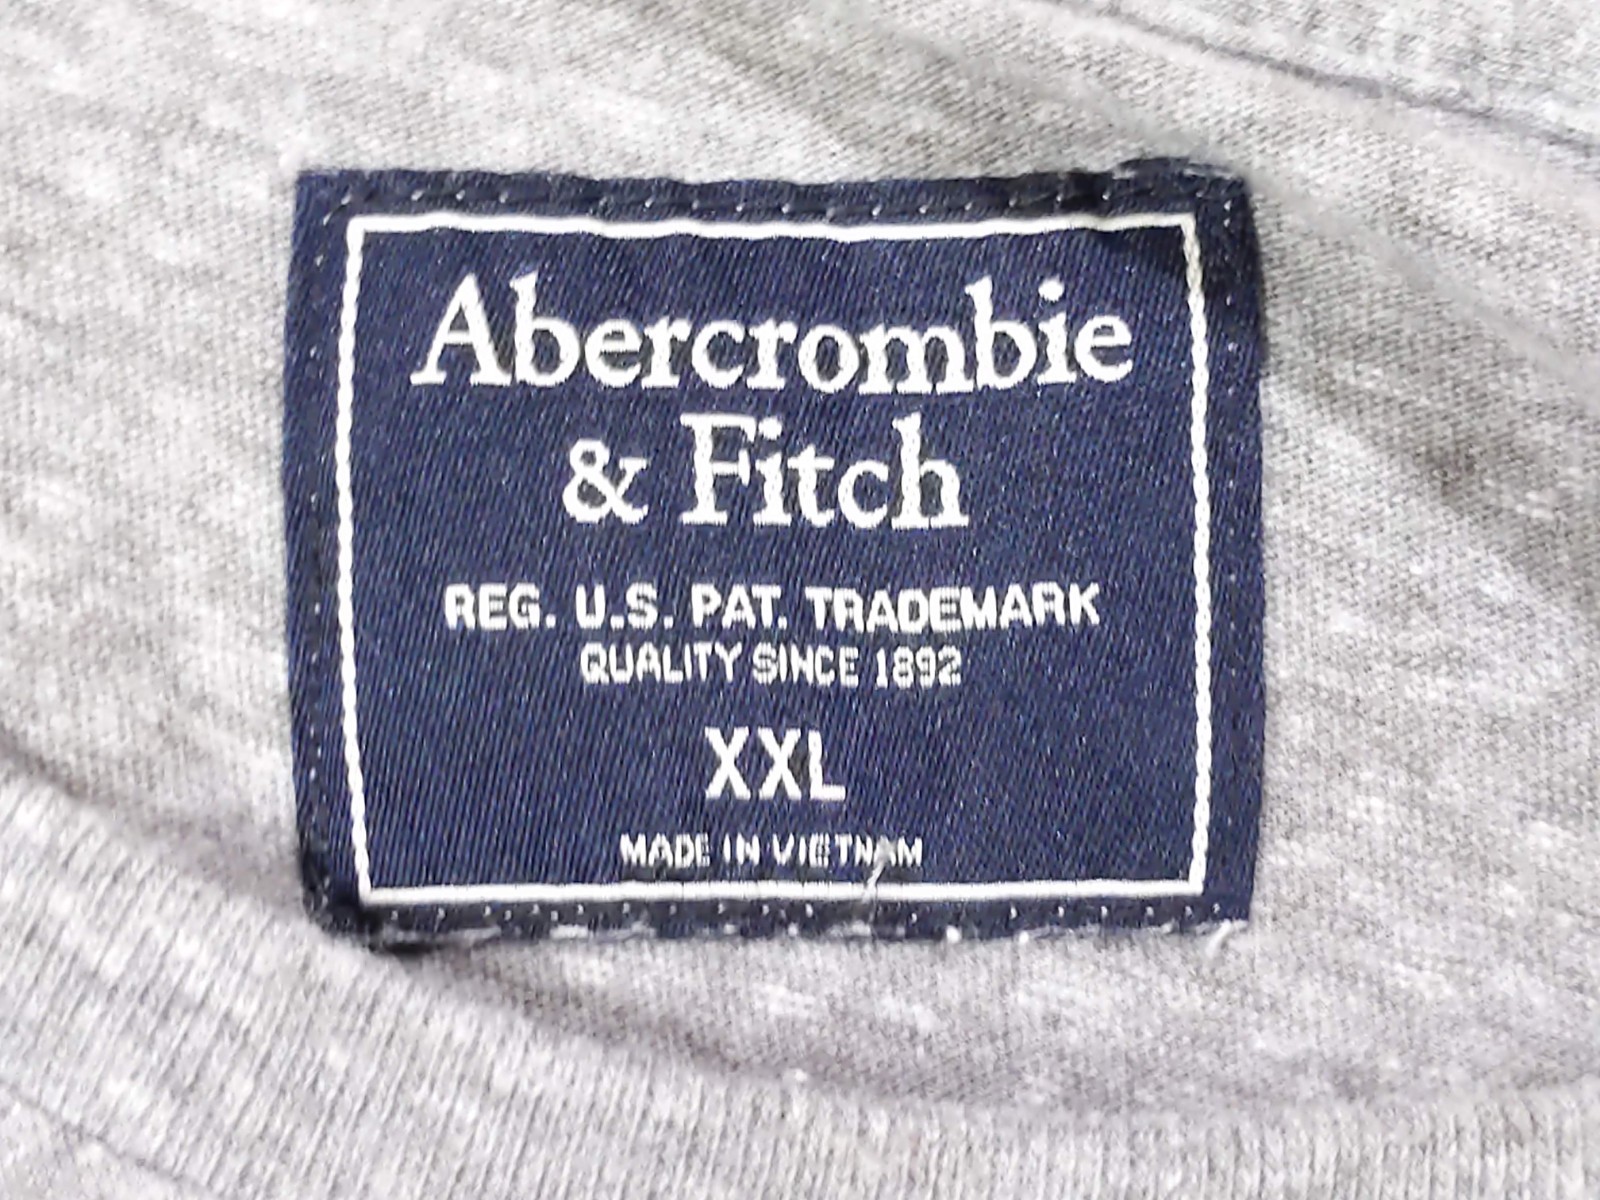 Abercrombie
& Fitch
REG. U.S. PAT. TRADEMARK
QUALITY SINCE 1892
XXL
MADE IN VIETNAM